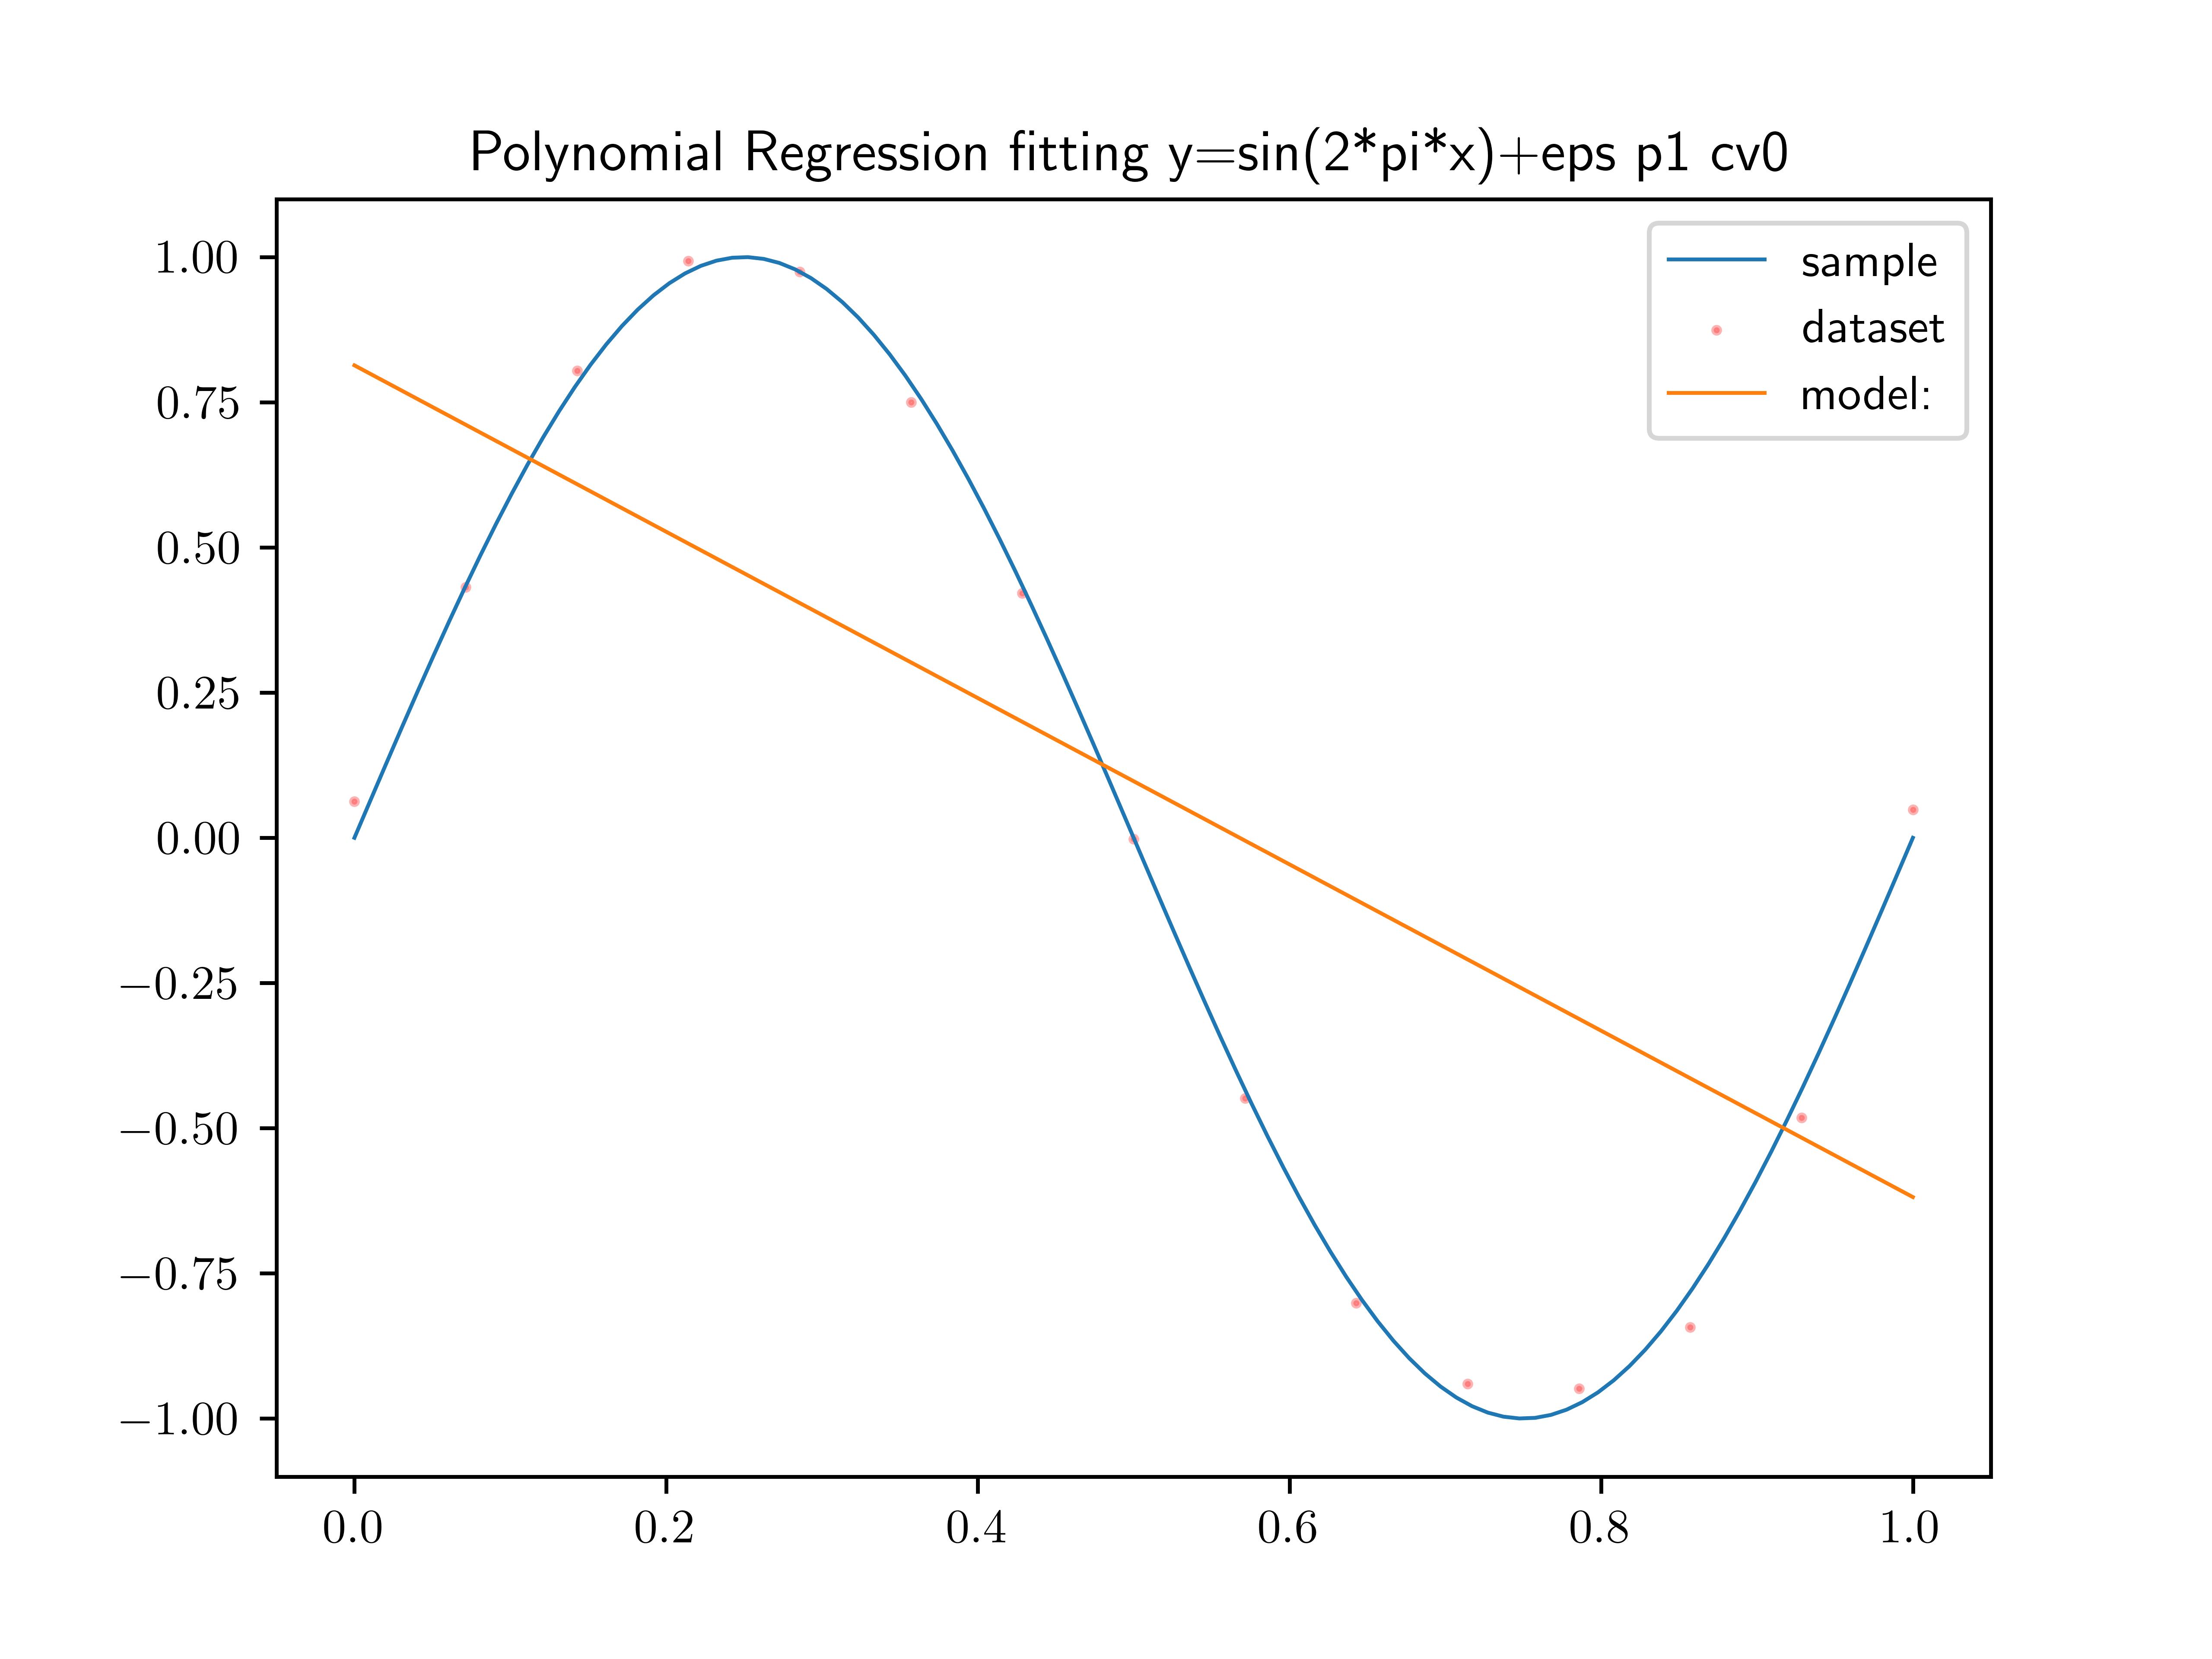 Polynomial Regression fitting y=sin(2*pi*x)+eps p1 cv0
sample
dataset
model:
1.00
0.75
0.50
0.25
0.00
−0.25
−0.50
−0.75
−1.00
0.0 0.2 0.4 0.6 0.8 1.0